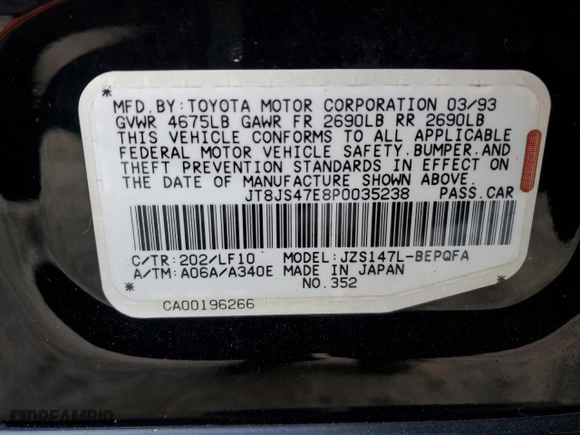 MFD.BY:TOYOTA MOTOR CORPORATION 03/93
GVWR 4675LB GAWR FR 2690LB RR 2690LB
THIS VEHICLE CONFORMS TO ALL APPLICABLE
FEDERAL MOTOR VEHICLE SAFETY,BUMPER,AND
THEFT PREVENTION STANDARDS IN EFFECT ON
THE DATE OF MANUFACTURE SHOWN ABOVE.
JT8JS47E8P0035238 PASS.CAR
C/TR:202/LF10 MODEL:JZS147L-BEPQFA
A/TM:A06A/A340E MADE IN JAPAN
NO.352
CA00196266
DREAMBID